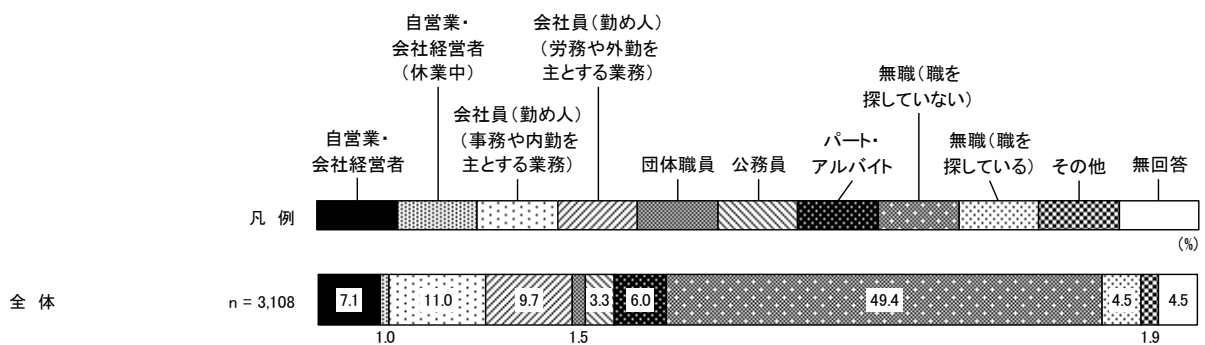 自営業・
会社経営者
(休業中)
会社員(勤め人)
(労務や外勤を
主とする業務)
無職(職を
探していない)
自営業・
会社経営者
会社員(勤め人)
(事務や内勤を
主とする業務)
団体職員
公務員
パート・
アルバイト
無職(職を
探している)
その他
無回答
凡 例
(%)
全 体
n = 3,108
7.1
11.0
9.7
3.3
6.0
49.4
4.5
4.5
1.0
1.5
1.9